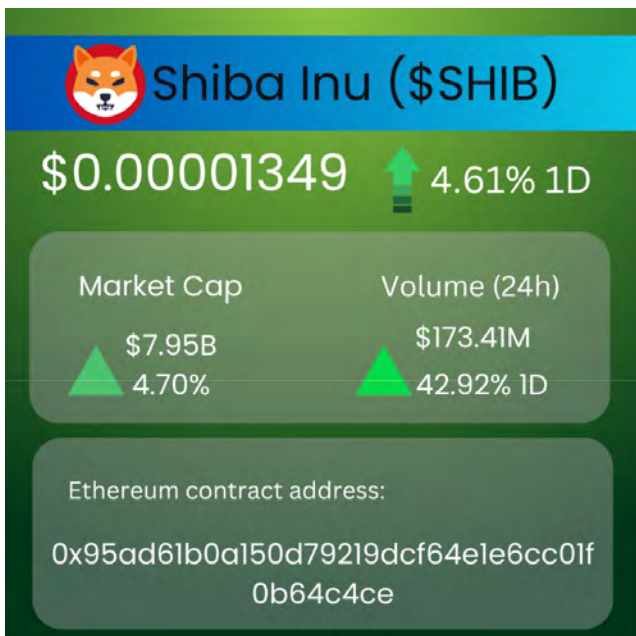 Shiba Inu ($SHIB)
$0.00001349 4.61% 1D
Market Cap Volume (24h)
$7.95B $173.41M
4.70% 42.92% 1D
Ethereum contract address:
0x95ad61b0a150d79219dcf64e1e6cc01f
0b64c4ce